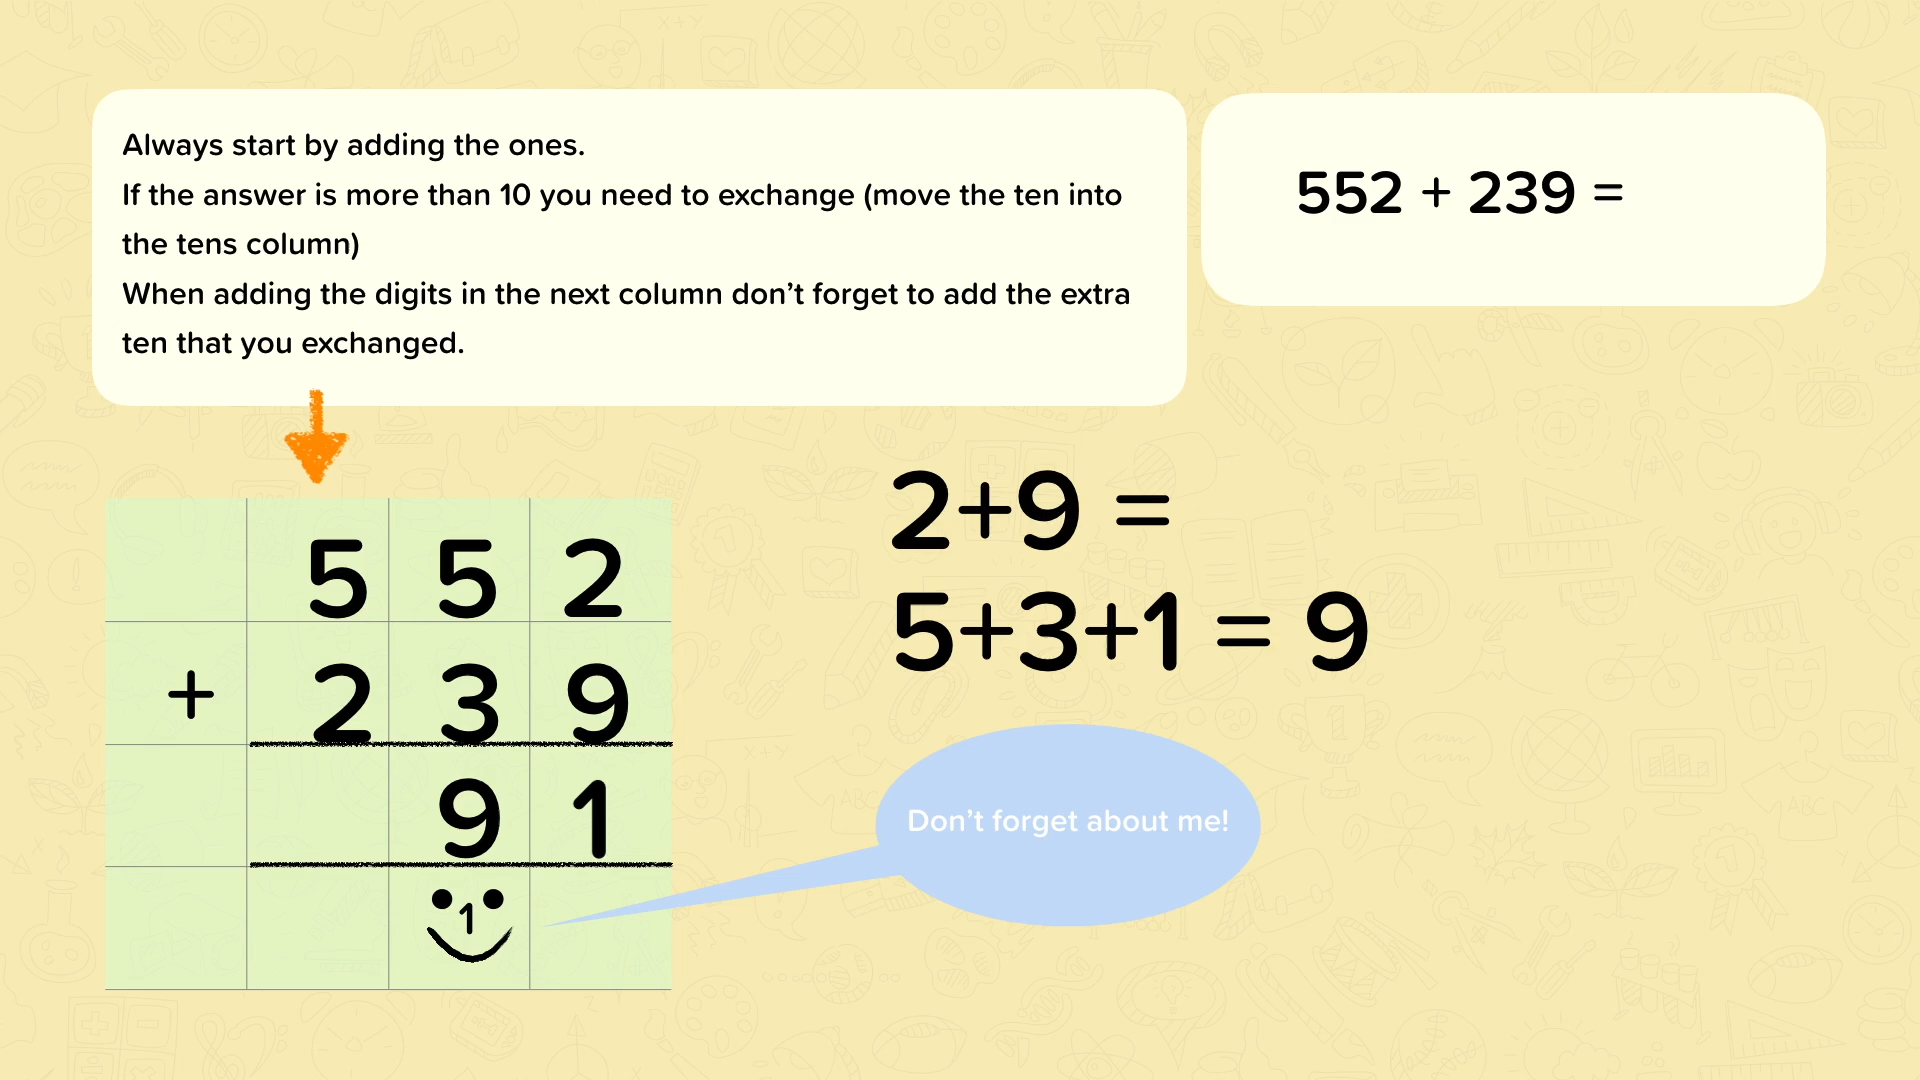 Always start by adding the ones.
If the answer is more than 10 you need to exchange (move the ten into
the tens column)
When adding the digits in the next column don’t forget to add the extra
ten that you exchanged.
552 + 239 =
5 5 2
+ 2 3 9
9 1
1
2+9 =
5+3+1 = 9
Don’t forget about me!